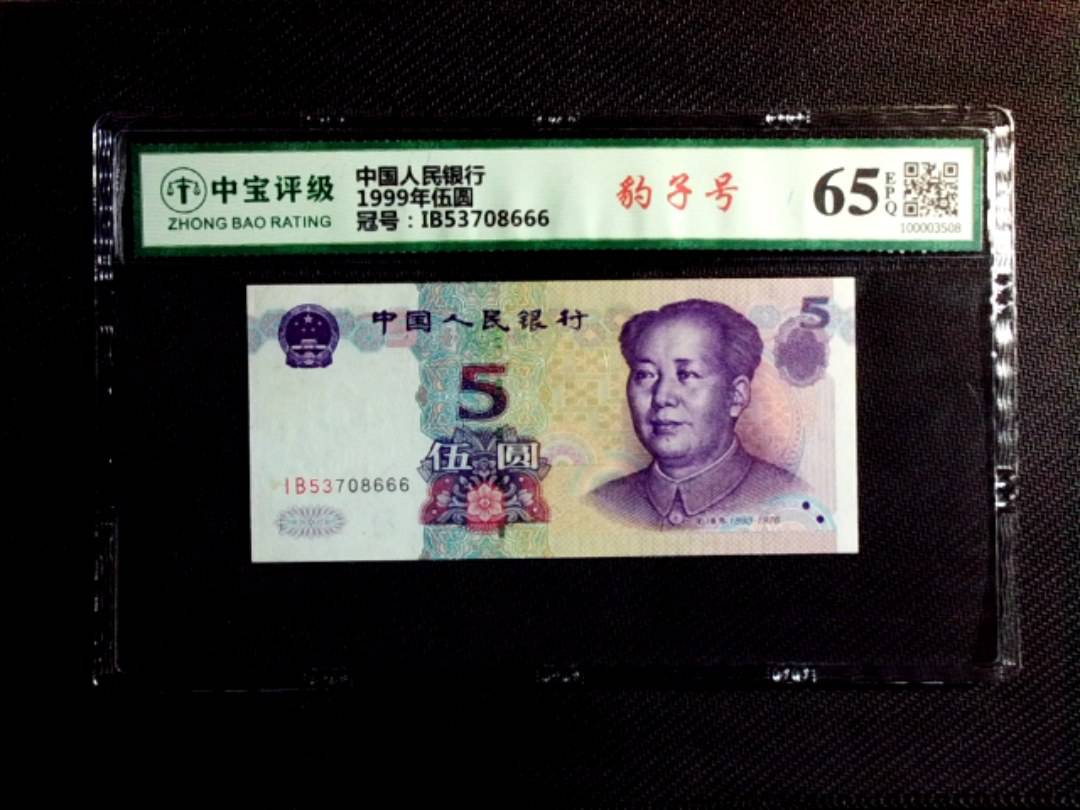 中宝评级
ZHONG BAO RATING
中国人民银行
1999年伍圆
冠号：IB53708666
豹子号
65
EPQ
100003508
中国人民银行
5
5
伍圆
IB53708666
1893-1976